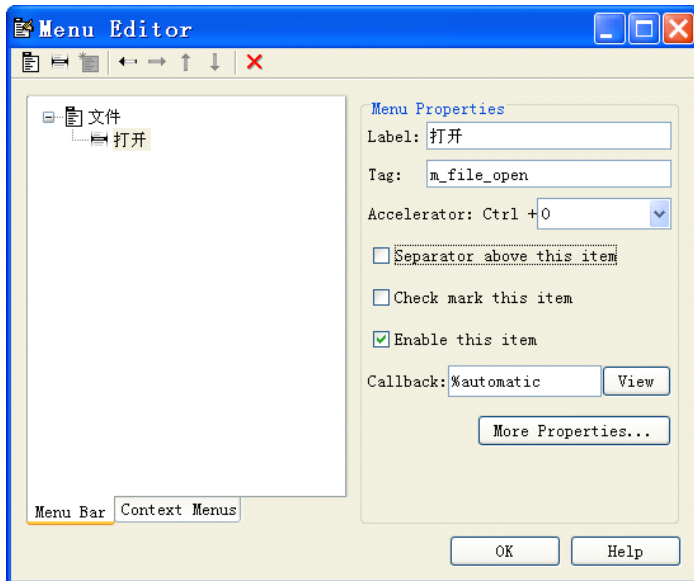 Menu Editor
文件
打开
Menu Bar
Context Menus
Menu Properties
Label: 打开
Tag: m_file_open
Accelerator: Ctrl + O
Separator above this item
Check mark this item
Enable this item
Callback: %automatic View
More Properties...
OK Help